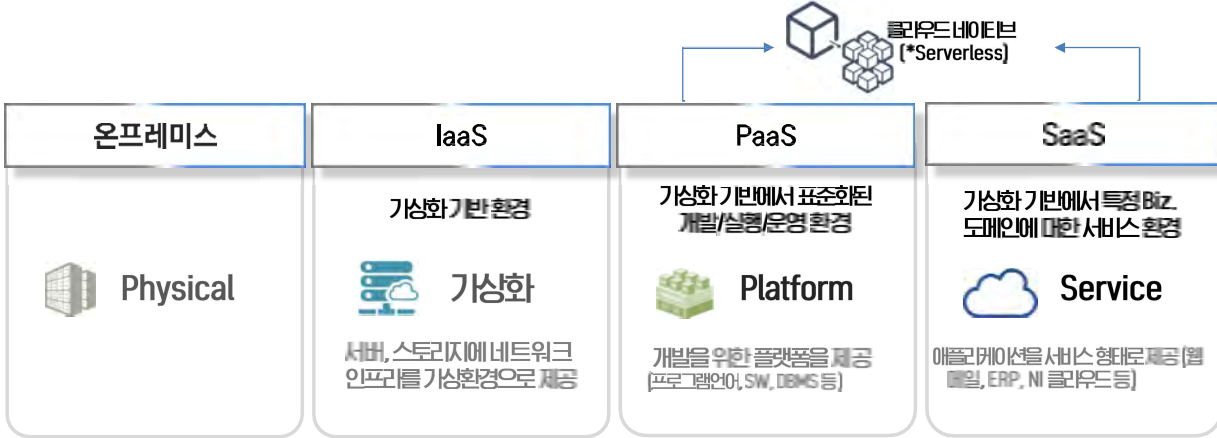 클라우드 네이티브
(*Serverless)
온프레미스
IaaS
PaaS
SaaS
가상화 기반 환경
가상화 기반에서 표준화된
개발/실행/운영 환경
가상화 기반에서 특정 Biz.
도메인에 대한 서비스 환경
Physical
가상화
Platform
Service
서버, 스토리지에 네트워크
인프라를 가상환경으로 제공
개발을 위한 플랫폼을 제공
(프로그램언어, SW, DBMS 등)
애플리케이션을 서비스 형태로 제공 (웹
메일, ERP, NI 클라우드 등)